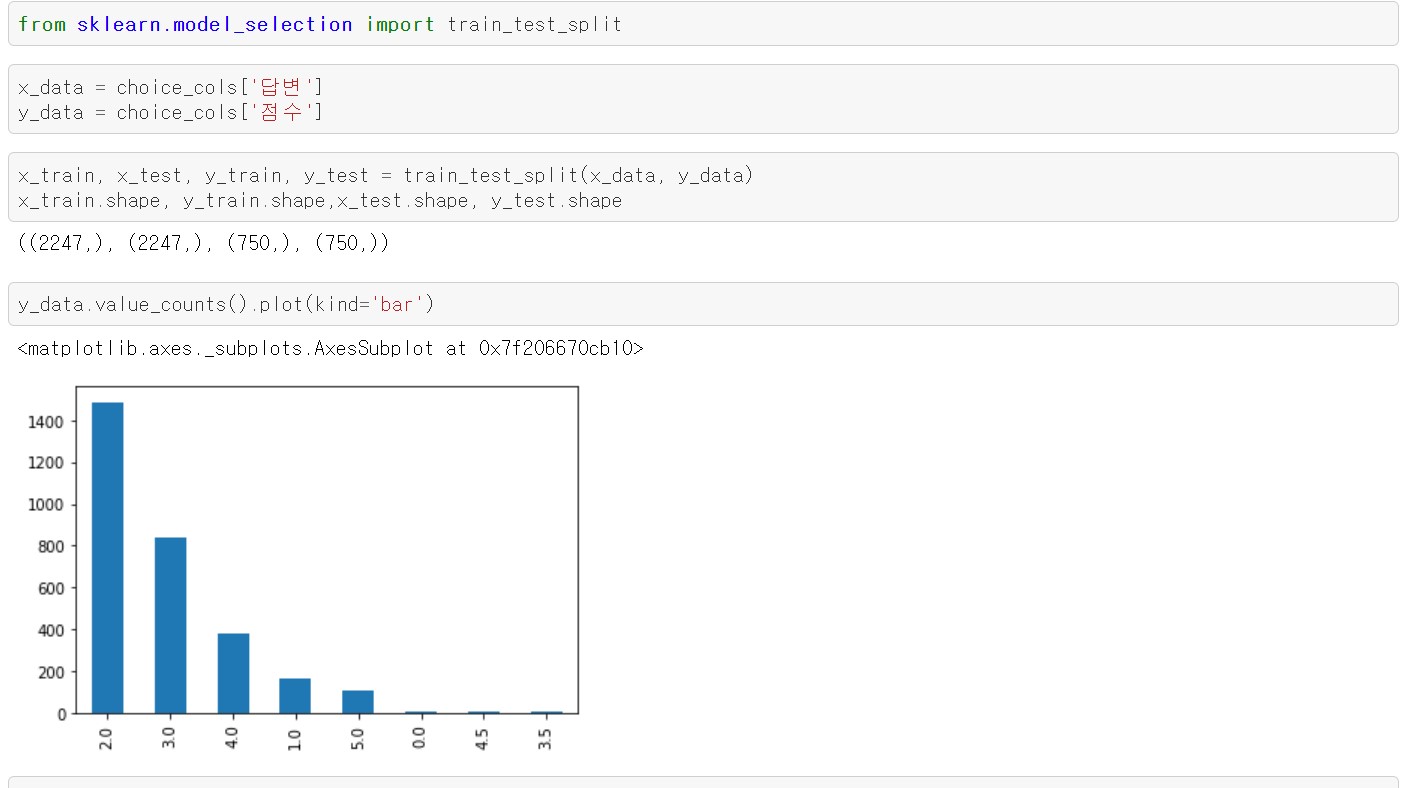 from sklearn.model_selection import train_test_split
x_data = choice_cols['답변']
y_data = choice_cols['점수']
x_train, x_test, y_train, y_test = train_test_split(x_data, y_data)
x_train.shape, y_train.shape,x_test.shape, y_test.shape
((2247,), (2247,), (750,), (750,))
y_data.value_counts().plot(kind='bar')
<matplotlib.axes._subplots.AxesSubplot at 0x7f206670cb10>
1400
1200
1000
800
600
400
200
0
2.0 3.0 4.0 1.0 5.0 0.0 4.5 3.5